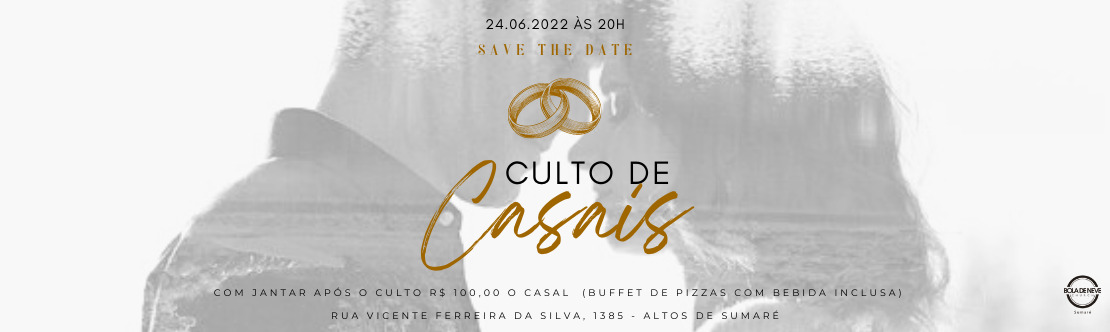 24.06.2022 ÀS 20H
SAVE THE DATE
CULTO DE
Casais
COM JANTAR APÓS O CULTO R$ 100,00 O CASAL (BUFFET DE PIZZAS COM BEBIDA INCLUSA)
RUA VICENTE FERREIRA DA SILVA, 1385 - ALTOS DE SUMARÉ
BOLA DE NEVE
CHURCH
Sumaré